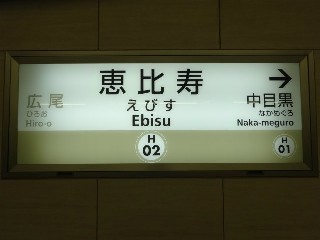 恵比寿
えびす
Ebisu
H
02
広尾
ひろお
Hiro-o
→
中目黒
なかめぐろ
Naka-meguro
H
01